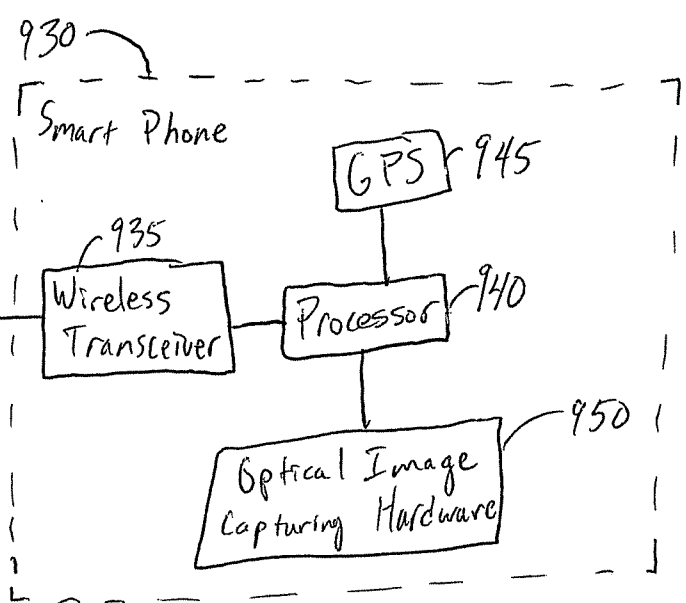 930
Smart Phone
GPS
945
935
Wireless
Transceiver
Processor
940
950
Optical Image
Capturing Hardware